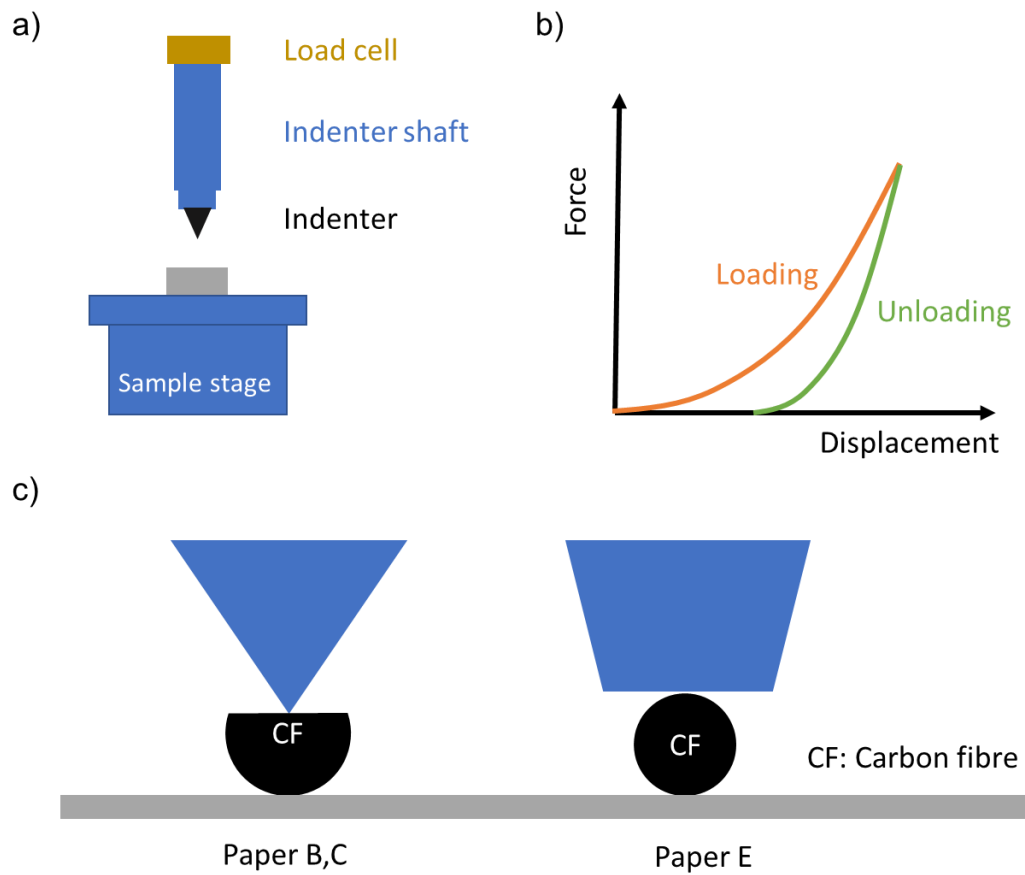 a)
Load cell
Indenter shaft
Indenter
Sample stage
b)
Force
Loading
Unloading
Displacement
c)
CF
CF
CF: Carbon fibre
Paper B,C
Paper E